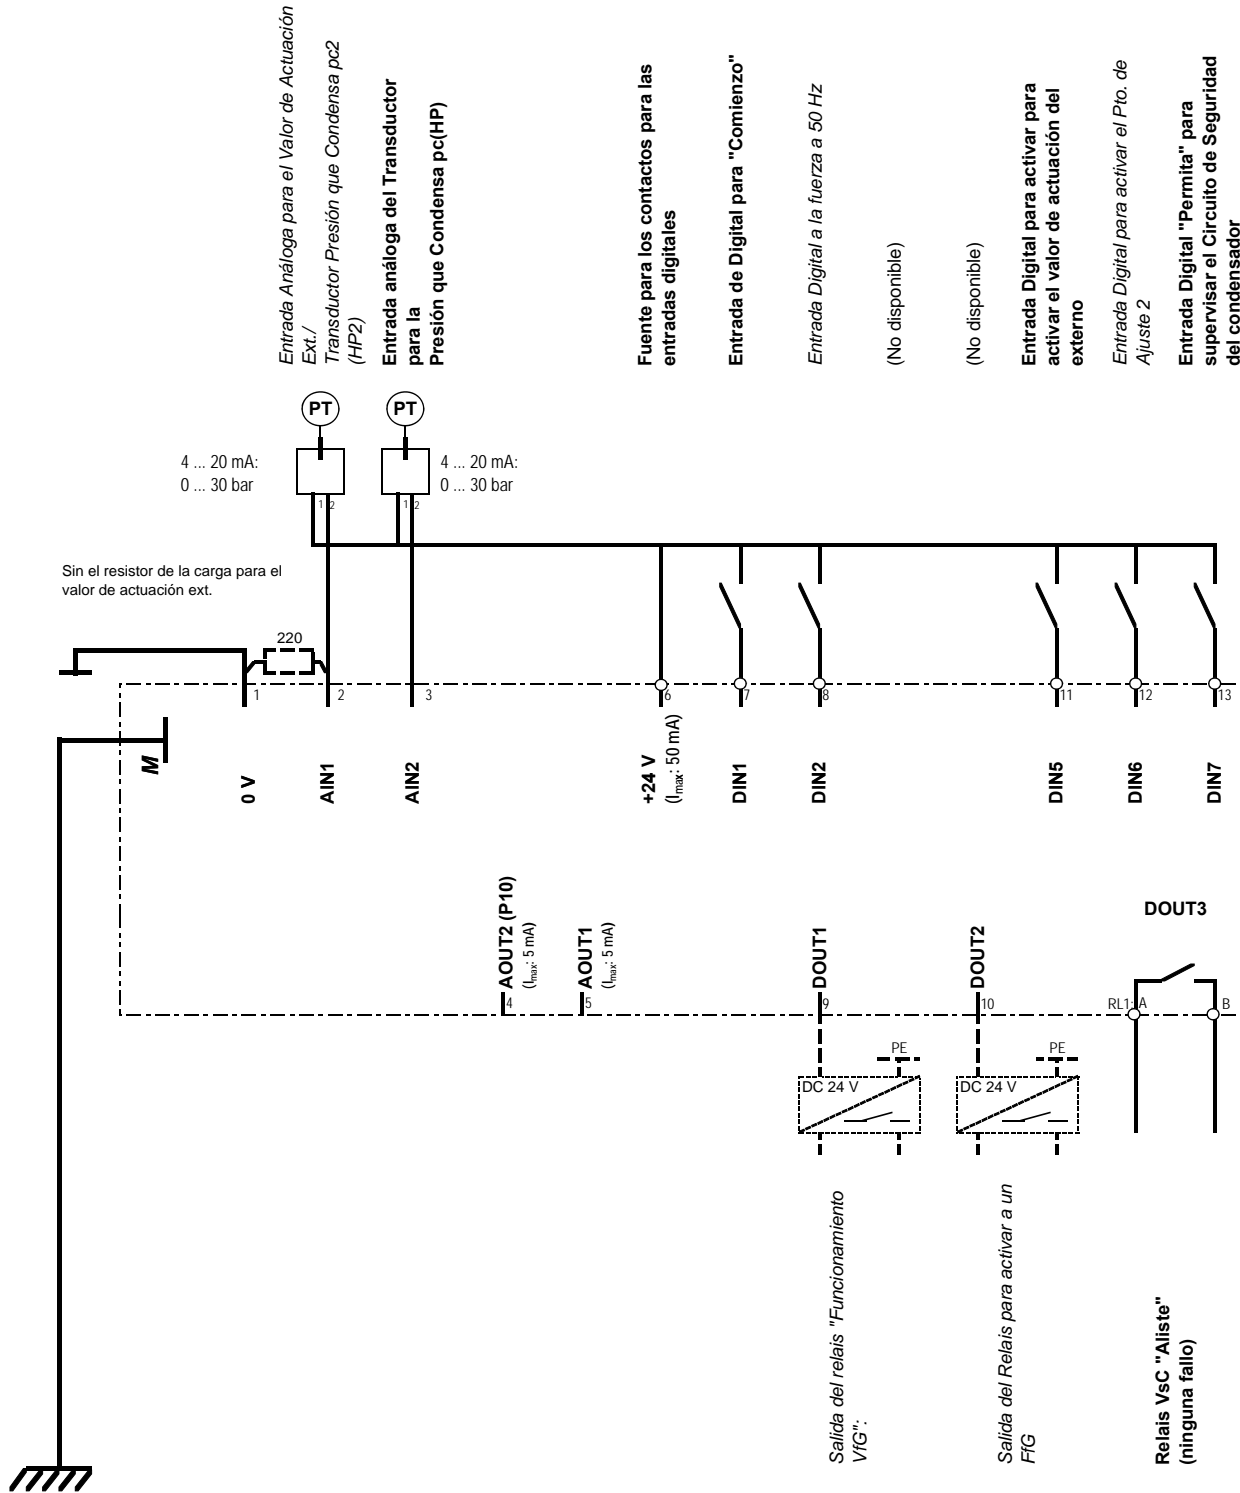 Entrada Análoga para el Valor de Actuación
Ext./
Transductor Presión que Condensa pc2
(HP2)
Entrada análoga del Transductor
para la
Presión que Condensa pc(HP)
Fuente para los contactos para las
entradas digitales
Entrada de Digital para "Comienzo"
Entrada Digital a la fuerza a 50 Hz
(No disponible)
(No disponible)
Entrada Digital para activar para
activar el valor de actuación del
externo
Entrada Digital para activar el Pto. de
Ajuste 2
Entrada Digital "Permita" para
supervisar el Circuito de Seguridad
del condensador
PT
PT
4 ... 20 mA:
0 ... 30 bar
4 ... 20 mA:
0 ... 30 bar
1 2
1 2
Sin el resistor de la carga para el
valor de actuación ext.
220
1
2
3
6
7
8
11
12
13
M
0 V
AIN1
AIN2
+24 V
(Imax: 50 mA)
DIN1
DIN2
DIN5
DIN6
DIN7
AOUT2 (P10)
(Imax: 5 mA)
AOUT1
(Imax: 5 mA)
DOUT1
DOUT2
DOUT3
4
5
9
10
RL1: A
B
PE
PE
DC 24 V
DC 24 V
Salida del relais "Funcionamiento
VfG":
Salida del Relais para activar a un
FfG
Relais VsC "Aliste"
(ninguna fallo)